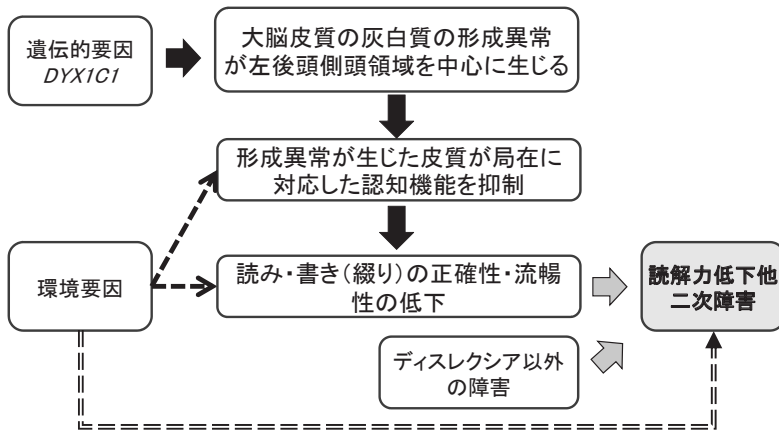 遺伝的要因
DYX1C1
大脳皮質の灰白質の形成異常
が左後頭側頭領域を中心に生じる
形成異常が生じた皮質が局在に
対応した認知機能を抑制
環境要因
読み・書き(綴り)の正確性・流暢
性の低下
読解力低下他
二次障害
ディスレクシア以外
の障害